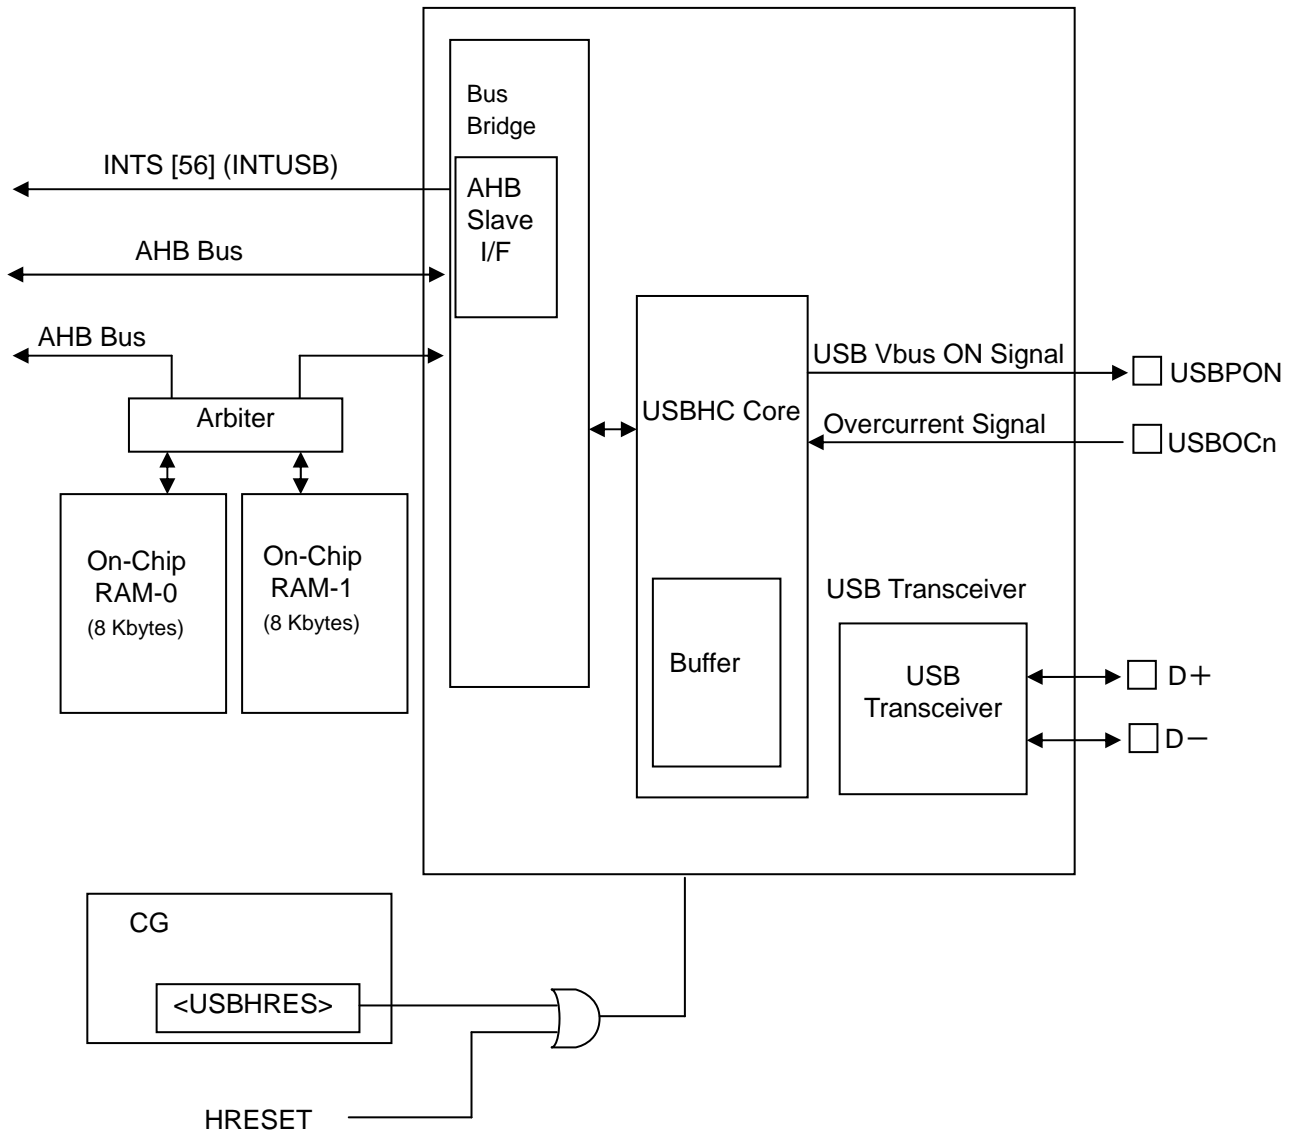 Bus
Bridge
INTS [56] (INTUSB)
AHB
Slave
I/F
AHB Bus
AHB Bus
Arbiter
On-Chip
RAM-0
(8 Kbytes)
On-Chip
RAM-1
(8 Kbytes)
USBHC Core
Buffer
USB Vbus ON Signal
USBPON
Overcurrent Signal
USBOCn
USB Transceiver
USB
Transceiver
D+
D−
CG
<USBHRES>
HRESET